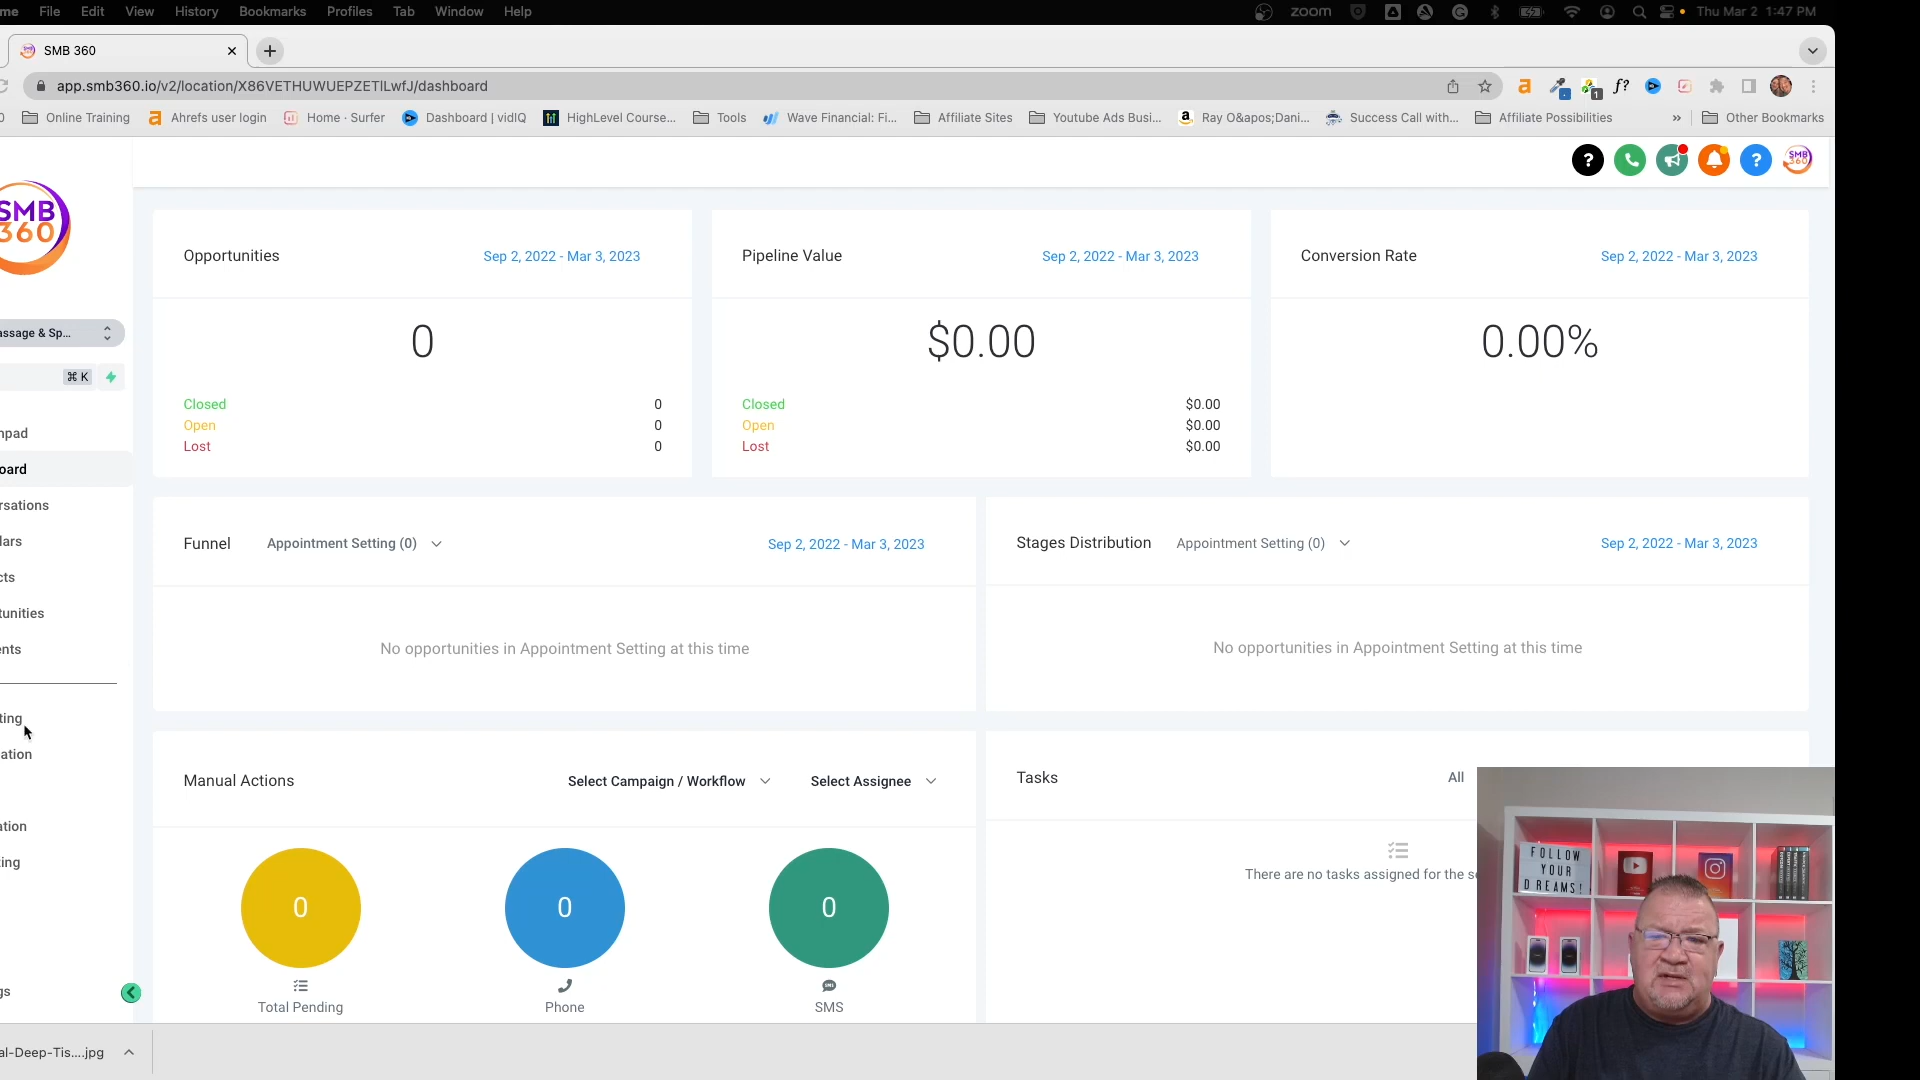 me File Edit View History Bookmarks Profiles Tab Window Help zoom Thu Mar 2 1:47 PM
SMB 360
app.smb360.io/v2/location/X86VETHUWUEPZETlLwfJ/dashboard
Online Training Ahrefs user login Home · Surfer Dashboard | vidIQ HighLevel Course... Tools Wave Financial: Fi... Affiliate Sites Youtube Ads Busi... Ray O&apos;Dani... Success Call with... Affiliate Possibilities » Other Bookmarks
SMB
360
assage & Sp...
⌘ K
npad
oard
rsations
lars
cts
tunities
ents
ting
ation
ation
ting
gs
Opportunities Sep 2, 2022 - Mar 3, 2023
0
Closed 0
Open 0
Lost 0
Pipeline Value Sep 2, 2022 - Mar 3, 2023
$0.00
Closed $0.00
Open $0.00
Lost $0.00
Conversion Rate Sep 2, 2022 - Mar 3, 2023
0.00%
Funnel Appointment Setting (0) Sep 2, 2022 - Mar 3, 2023
No opportunities in Appointment Setting at this time
Stages Distribution Appointment Setting (0) Sep 2, 2022 - Mar 3, 2023
No opportunities in Appointment Setting at this time
Manual Actions Select Campaign / Workflow Select Assignee
0 0 0
Total Pending Phone SMS
Tasks All
There are no tasks assigned for the se
FOLLOW
YOUR
DREAMS!
al-Deep-Tis....jpg